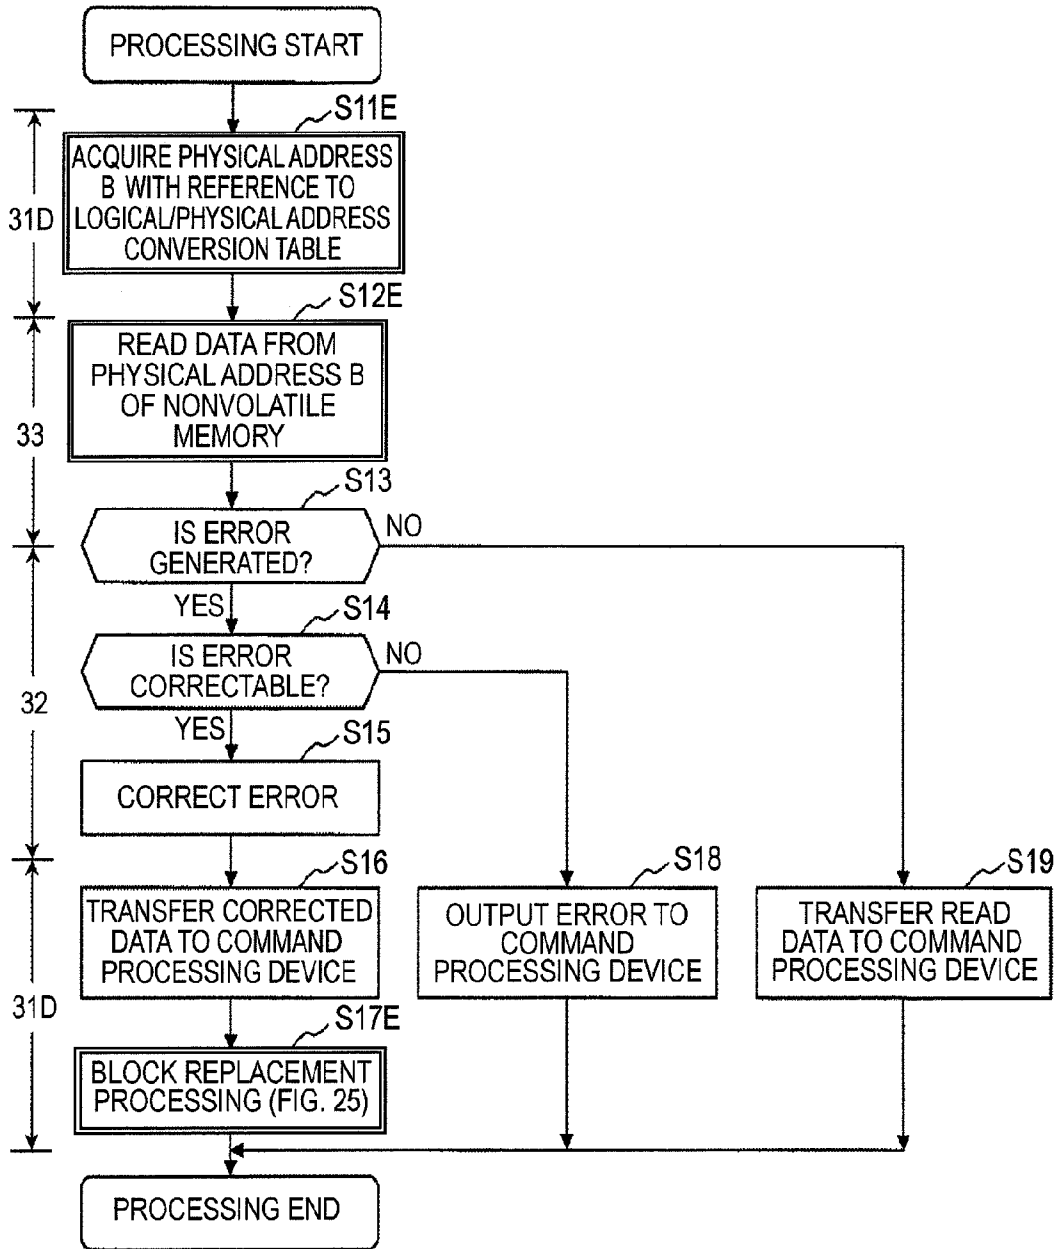 PROCESSING START
S11E
ACQUIRE PHYSICAL ADDRESS
B WITH REFERENCE TO
LOGICAL/PHYSICAL ADDRESS
CONVERSION TABLE
31D
S12E
READ DATA FROM
PHYSICAL ADDRESS B
OF NONVOLATILE
MEMORY
33
S13
IS ERROR
GENERATED?
NO
YES
S14
IS ERROR
CORRECTABLE?
NO
32
YES
S15
CORRECT ERROR
S16
TRANSFER CORRECTED
DATA TO COMMAND
PROCESSING DEVICE
S18
OUTPUT ERROR TO
COMMAND
PROCESSING DEVICE
S19
TRANSFER READ
DATA TO COMMAND
PROCESSING DEVICE
31D
S17E
BLOCK REPLACEMENT
PROCESSING (FIG. 25)
PROCESSING END